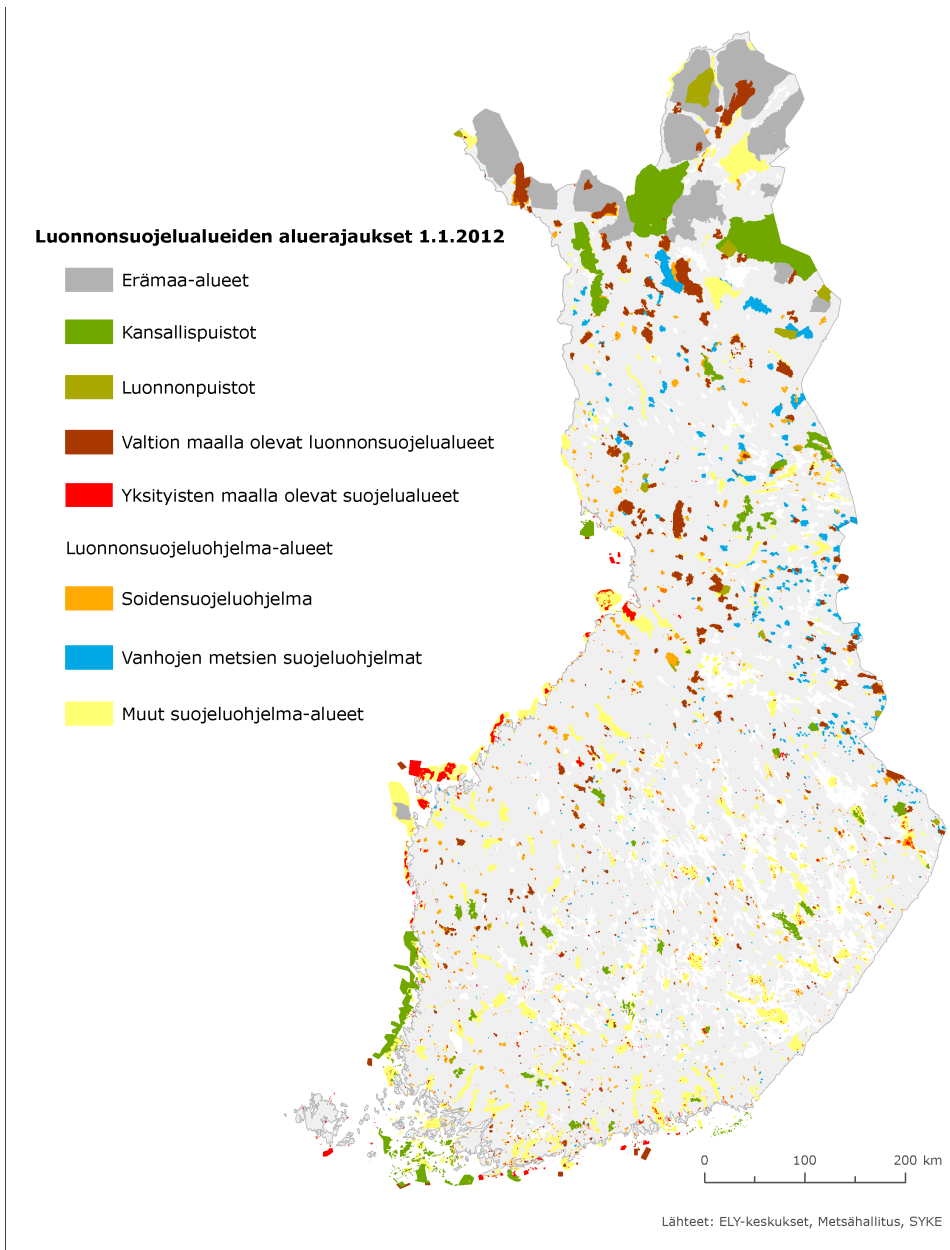 Luonnonsuojelualueiden aluerajaukset 1.1.2012
Erämaa-alueet
Kansallispuistot
Luonnonpuistot
Valtion maalla olevat luonnonsuojelualueet
Yksityisten maalla olevat suojelualueet
Luonnonsuojeluohjelma-alueet
Soidensuojeluohjelma
Vanhojen metsien suojeluohjelmat
Muut suojeluohjelma-alueet
0 100 200 km
Lähteet: ELY-keskukset, Metsähallitus, SYKE